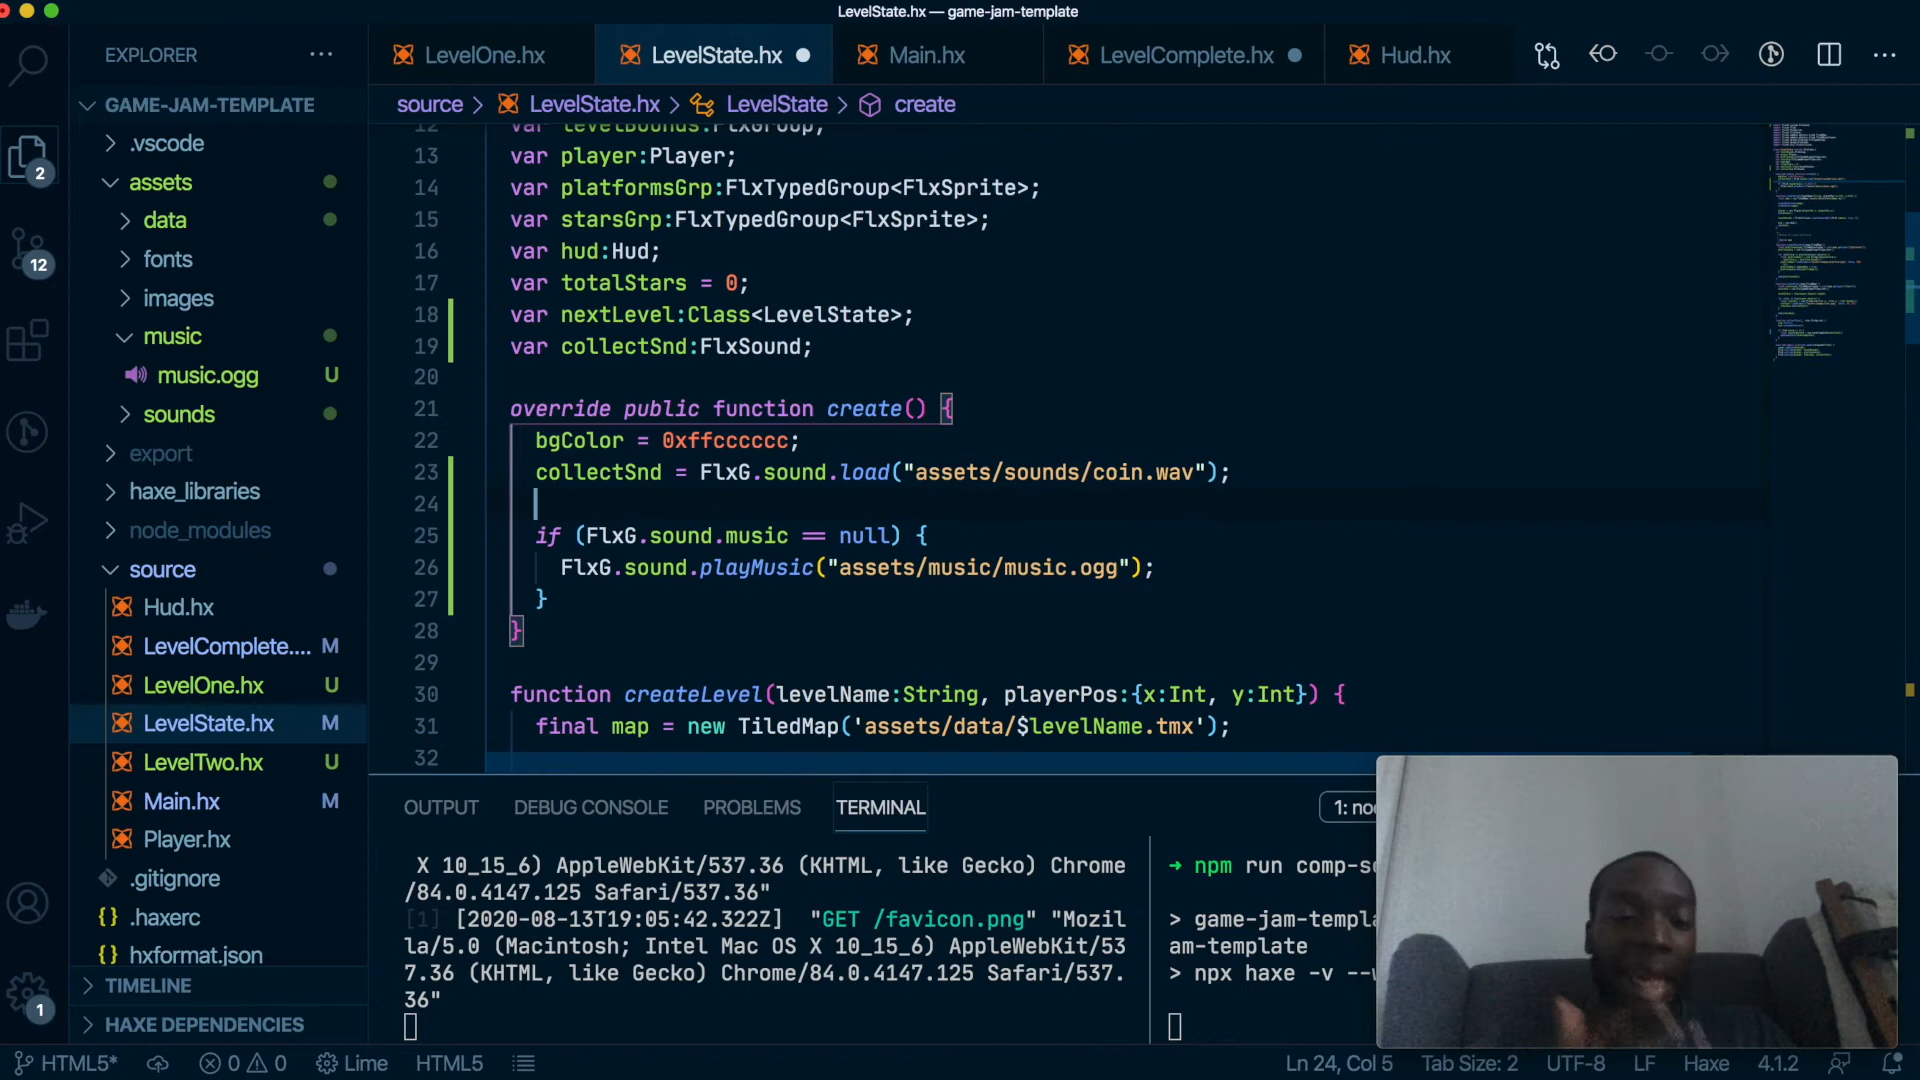 LevelState.hx — game-jam-template
EXPLORER
LevelOne.hx
LevelState.hx
Main.hx
LevelComplete.hx
Hud.hx
GAME-JAM-TEMPLATE
source
LevelState.hx
LevelState
create
.vscode
assets
data
fonts
images
music
music.ogg U
sounds
export
haxe_libraries
node_modules
source
Hud.hx
LevelComplete.... M
LevelOne.hx U
LevelState.hx M
LevelTwo.hx U
Main.hx M
Player.hx
.gitignore
.haxerc
hxformat.json
TIMELINE
HAXE DEPENDENCIES
2
12
1
12 var levelBounds:FlxGroup;
13 var player:Player;
14 var platformsGrp:FlxTypedGroup<FlxSprite>;
15 var starsGrp:FlxTypedGroup<FlxSprite>;
16 var hud:Hud;
17 var totalStars = 0;
18 var nextLevel:Class<LevelState>;
19 var collectSnd:FlxSound;
20
21 override public function create() {
22 bgColor = 0xffcccccc;
23 collectSnd = FlxG.sound.load("assets/sounds/coin.wav");
24
25 if (FlxG.sound.music == null) {
26 FlxG.sound.playMusic("assets/music/music.ogg");
27 }
28 }
29
30 function createLevel(levelName:String, playerPos:{x:Int, y:Int}) {
31 final map = new TiledMap('assets/data/$levelName.tmx');
32
OUTPUT DEBUG CONSOLE PROBLEMS TERMINAL
1: no
X 10_15_6) AppleWebKit/537.36 (KHTML, like Gecko) Chrome
/84.0.4147.125 Safari/537.36"
[1] [2020-08-13T19:05:42.322Z] "GET /favicon.png" "Mozil
la/5.0 (Macintosh; Intel Mac OS X 10_15_6) AppleWebKit/53
7.36 (KHTML, like Gecko) Chrome/84.0.4147.125 Safari/537.
36"
→ npm run comp-se
> game-jam-templa
am-template
> npx haxe -v --w
HTML5* 0 0 Lime HTML5 Ln 24, Col 5 Tab Size: 2 UTF-8 LF Haxe 4.1.2